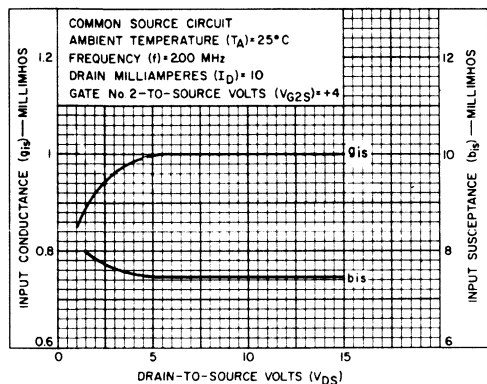 COMMON SOURCE CIRCUIT
AMBIENT TEMPERATURE (TA)=25°C
FREQUENCY (f)=200 MHz
DRAIN MILLIAMPERES (ID)=10
GATE No. 2-TO-SOURCE VOLTS (VG2S)=+4
INPUT CONDUCTANCE (gis)—MILLIMHOS
1.2
1
0.8
0.6
gis
bis
12
10
8
6
INPUT SUSCEPTANCE (bis)—MILLIMHOS
0
5
10
15
DRAIN-TO-SOURCE VOLTS (VDS)